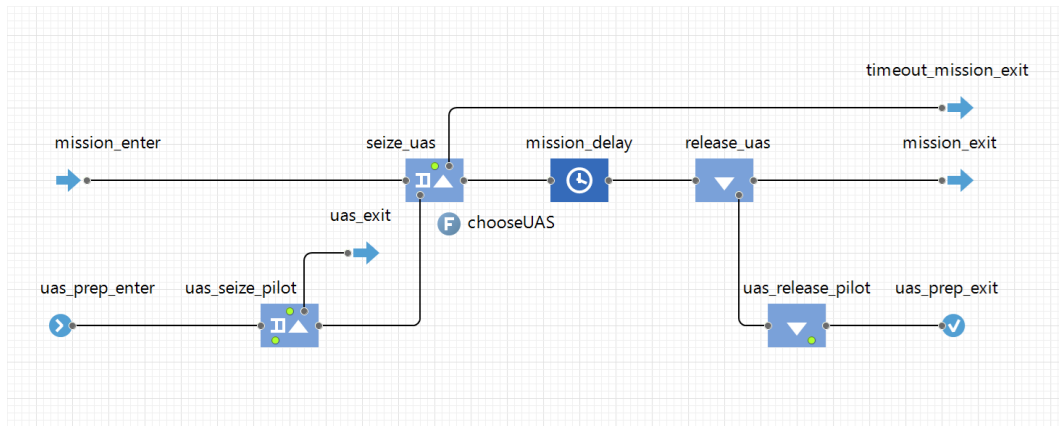 timeout_mission_exit
mission_enter
seize_uas
mission_delay
release_uas
mission_exit
uas_exit
F chooseUAS
uas_prep_enter
uas_seize_pilot
uas_release_pilot
uas_prep_exit